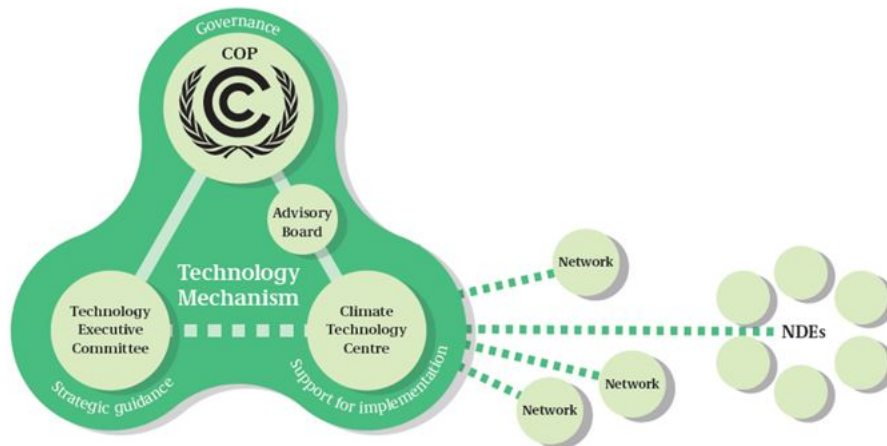 Governance
COP
Advisory
Board
Technology
Mechanism
Technology
Executive
Committee
Climate
Technology
Centre
Strategic guidance
Support for implementation
Network
NDEs
Network
Network